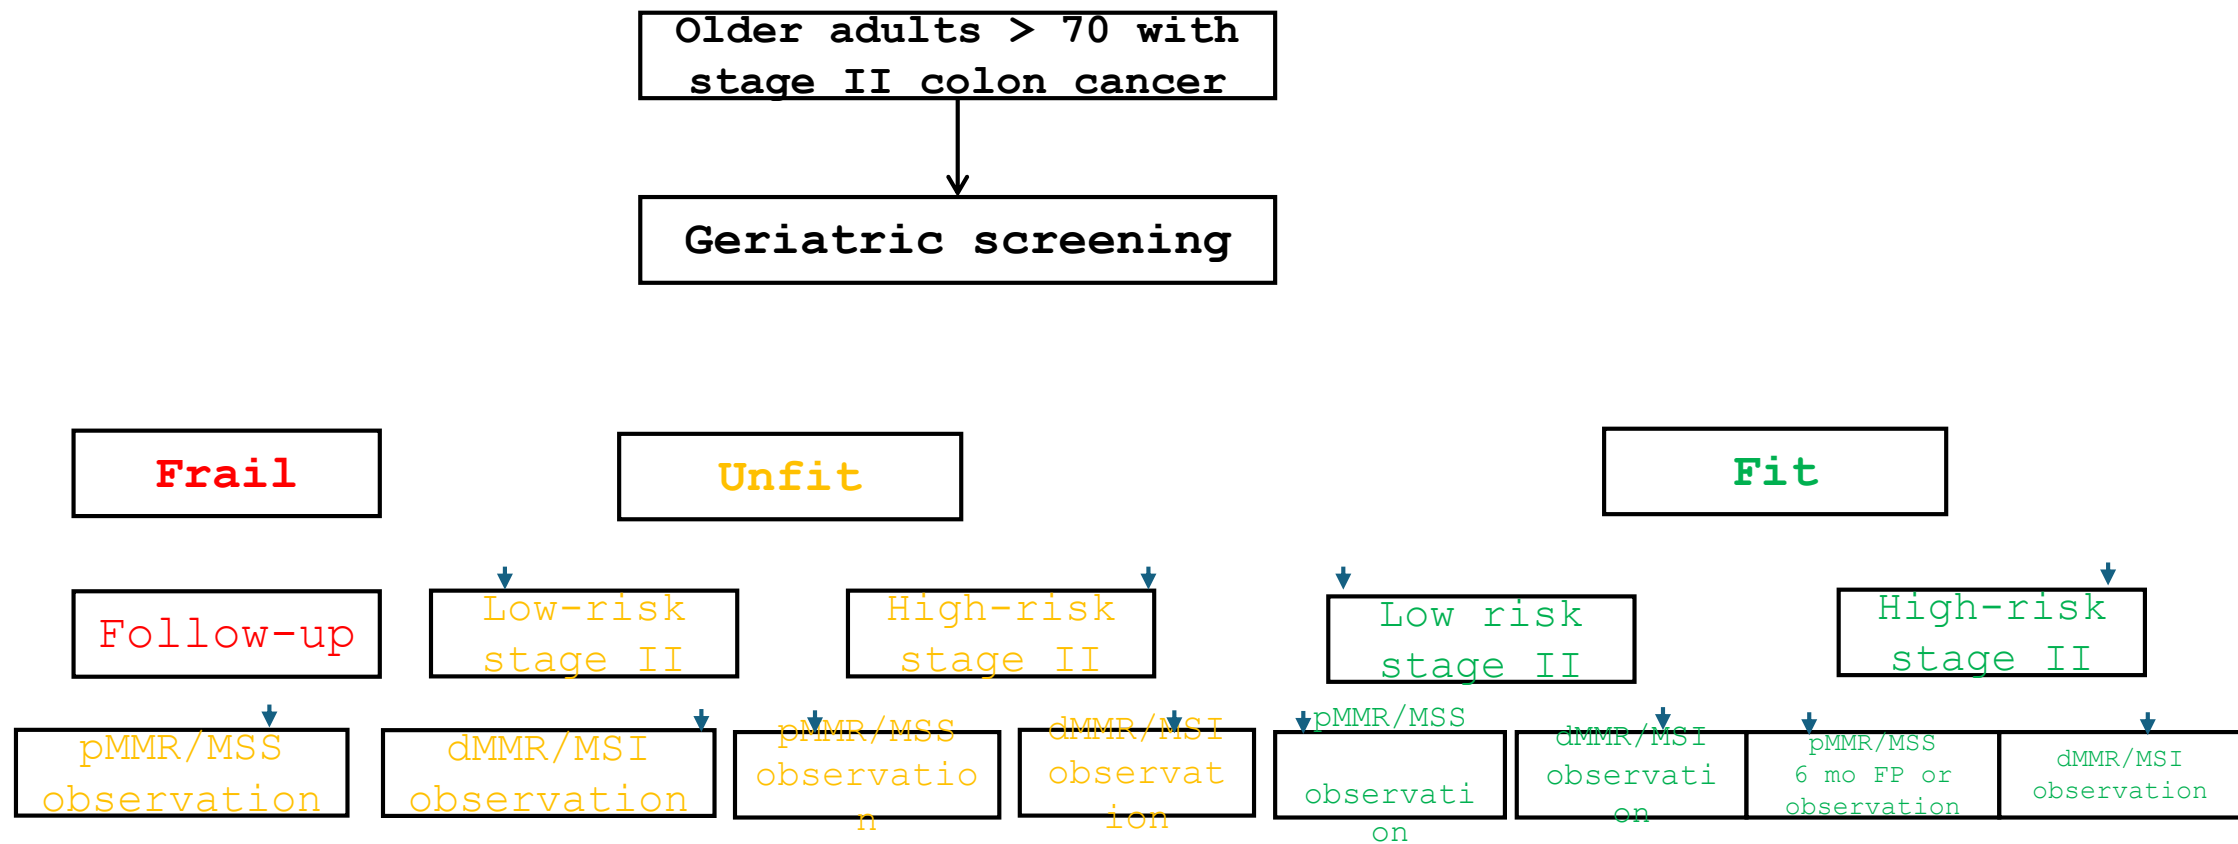 Older adults > 70 with
stage II colon cancer
Geriatric screening
Frail
Unfit
Fit
Follow-up
Low-risk
stage II
High-risk
stage II
Low risk
stage II
High-risk
stage II
pMMR/MSS
observation
dMMR/MSI
observation
pMMR/MSS
observatio
n
dMMR/MSI
observat
ion
pMMR/MSS
observati
on
dMMR/MSI
observati
on
pMMR/MSS
6 mo FP or
observation
dMMR/MSI
observation